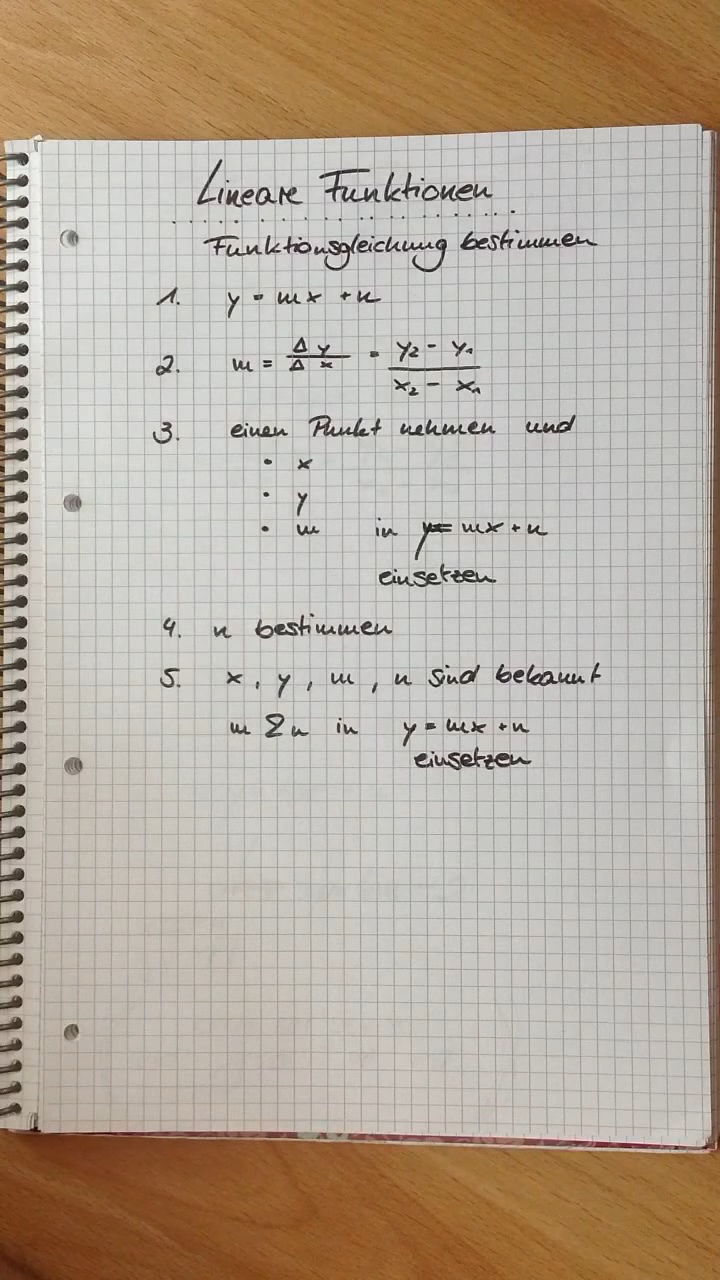 Lineare Funktionen
Funktionsgleichung bestimmen
1. y = mx + n
2. m = Δy/Δx = y₂ - y₁/x₂ - x₁
3. einen Punkt nehmen und
• x
• y
• m in y = mx + n
einsetzen
4. n bestimmen
5. x, y, m, n sind bekannt
m & n in y = mx + n
einsetzen